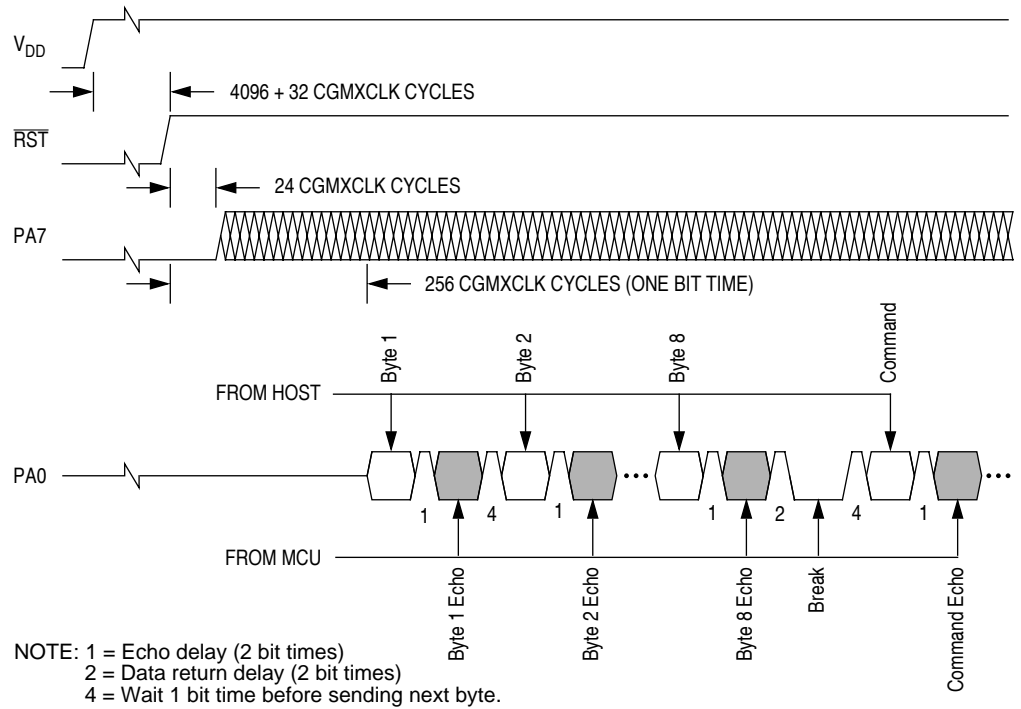 VDD
4096 + 32 CGMXCLK CYCLES
RST
24 CGMXCLK CYCLES
PA7
256 CGMXCLK CYCLES (ONE BIT TIME)
Byte 1
Byte 2
Byte 8
Command
FROM HOST
PA0
1
4
1
1
2
4
1
FROM MCU
Byte 1 Echo
Byte 2 Echo
Byte 8 Echo
Break
Command Echo
NOTE: 1 = Echo delay (2 bit times)
2 = Data return delay (2 bit times)
4 = Wait 1 bit time before sending next byte.